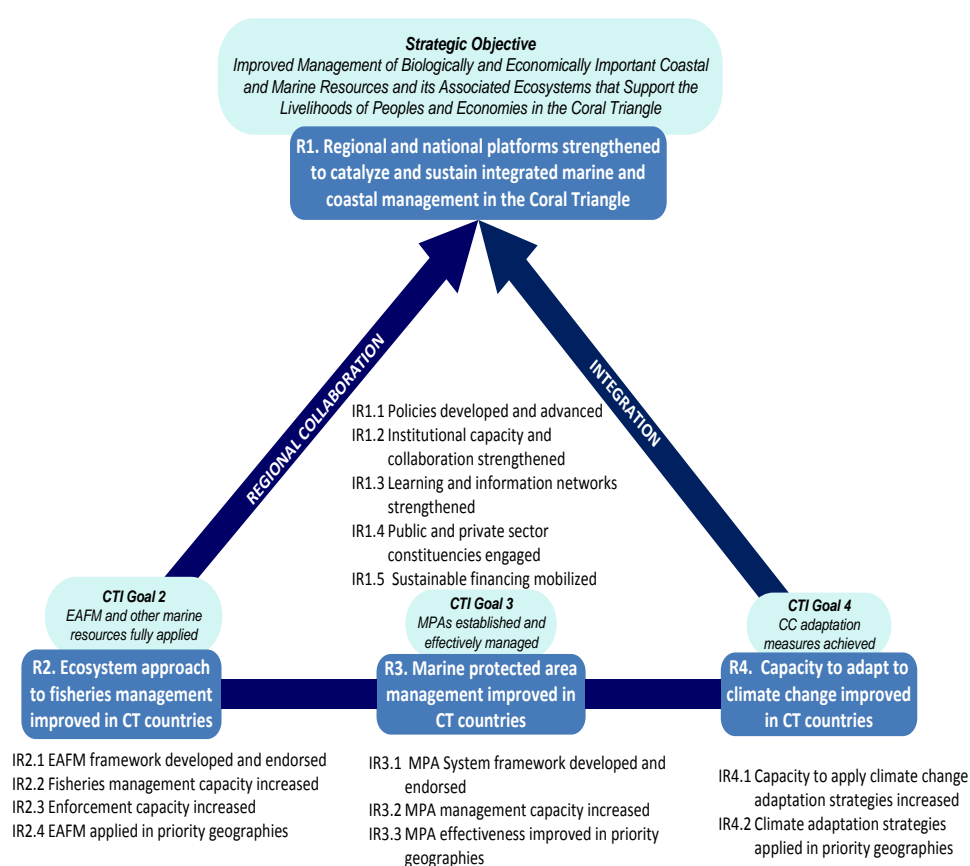 Strategic Objective
Improved Management of Biologically and Economically Important Coastal
and Marine Resources and its Associated Ecosystems that Support the
Livelihoods of Peoples and Economies in the Coral Triangle
R1. Regional and national platforms strengthened
to catalyze and sustain integrated marine and
coastal management in the Coral Triangle
REGIONAL COLLABORATION
INTEGRATION
IR1.1 Policies developed and advanced
IR1.2 Institutional capacity and
collaboration strengthened
IR1.3 Learning and information networks
strengthened
IR1.4 Public and private sector
constituencies engaged
IR1.5 Sustainable financing mobilized
CTI Goal 2
EAFM and other marine
resources fully applied
R2. Ecosystem approach
to fisheries management
improved in CT countries
IR2.1 EAFM framework developed and endorsed
IR2.2 Fisheries management capacity increased
IR2.3 Enforcement capacity increased
IR2.4 EAFM applied in priority geographies
CTI Goal 3
MPAs established and
effectively managed
R3. Marine protected area
management improved in
CT countries
IR3.1 MPA System framework developed and
endorsed
IR3.2 MPA management capacity increased
IR3.3 MPA effectiveness improved in priority
geographies
CTI Goal 4
CC adaptation
measures achieved
R4. Capacity to adapt to
climate change improved
in CT countries
IR4.1 Capacity to apply climate change
adaptation strategies increased
IR4.2 Climate adaptation strategies
applied in priority geographies